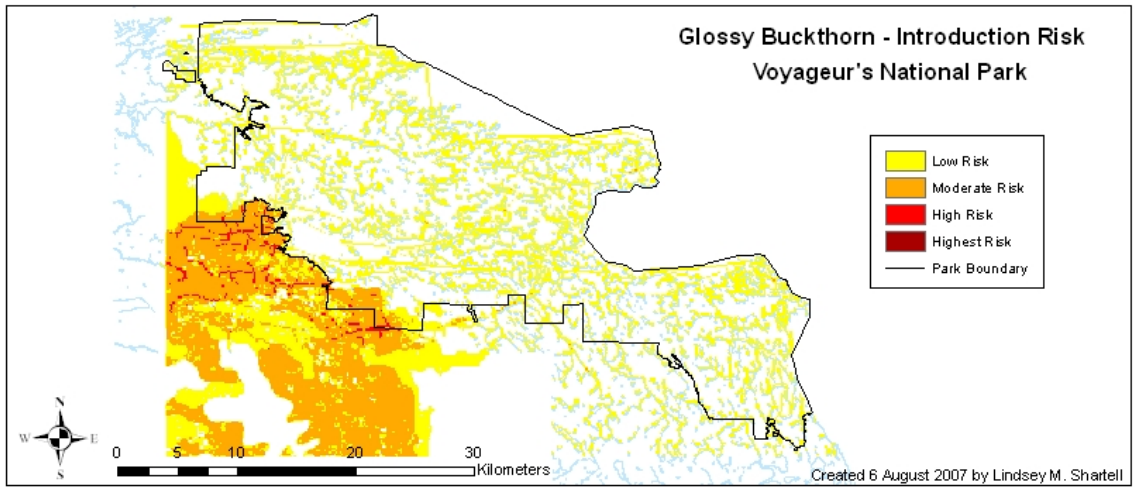 Glossy Buckthorn - Introduction Risk
Voyageur's National Park
Low Risk
Moderate Risk
High Risk
Highest Risk
Park Boundary
N
W E
S
0 5 10 20 30
Kilometers
Created 6 August 2007 by Lindsey M. Shartell